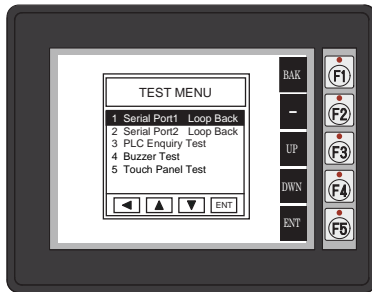 TEST MENU
1 Serial Port1 Loop Back
2 Serial Port2 Loop Back
3 PLC Enquiry Test
4 Buzzer Test
5 Touch Panel Test
ENT
BAK
–
UP
DWN
ENT
F1
F2
F3
F4
F5